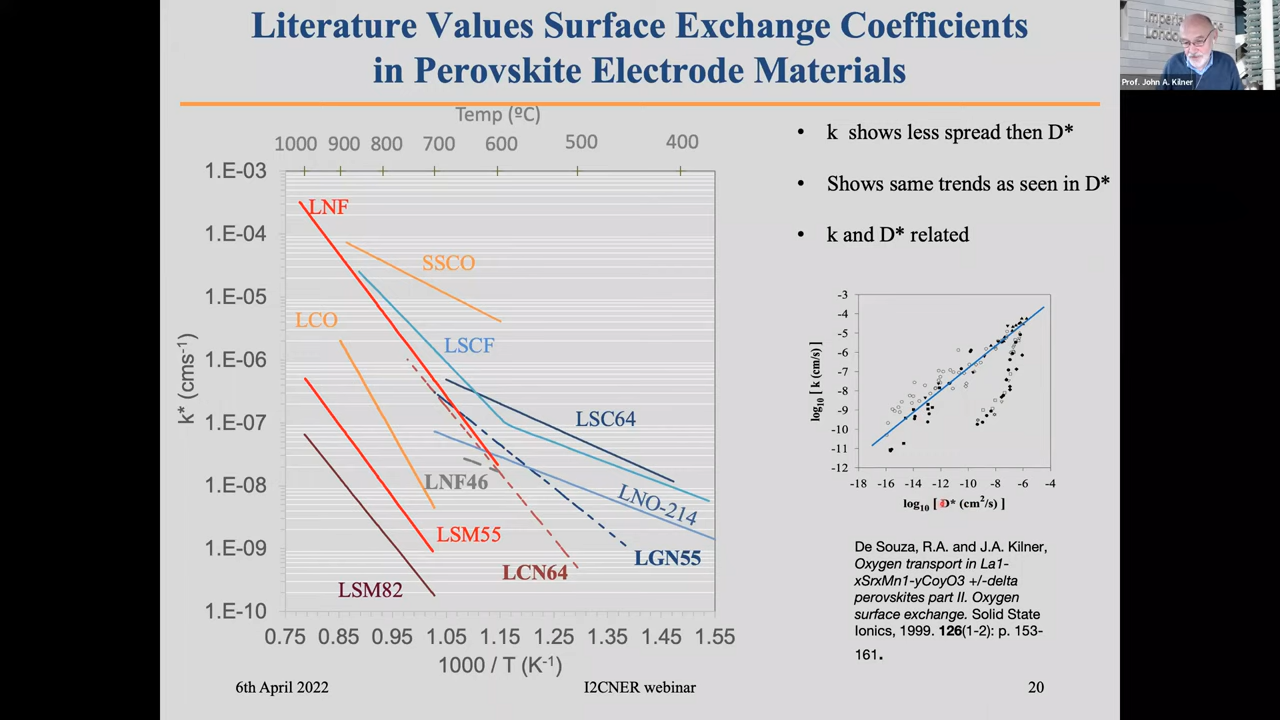 Literature Values Surface Exchange Coefficients
in Perovskite Electrode Materials
Imperial
London
Prof. John A. Kilner
Temp (ºC)
1000 900 800 700 600 500 400
1.E-03
1.E-04
1.E-05
1.E-06
1.E-07
1.E-08
1.E-09
1.E-10
k* (cms-1)
LNF
SSCO
LCO
LSCF
LSC64
LNF46
LNO-214
LSM55
LGN55
LCN64
LSM82
0.75 0.85 0.95 1.05 1.15 1.25 1.35 1.45 1.55
1000 / T (K-1)
• k shows less spread then D*
• Shows same trends as seen in D*
• k and D* related
-3
-4
-5
-6
-7
-8
-9
-10
-11
-12
log10 [ k (cm/s) ]
-18 -16 -14 -12 -10 -8 -6 -4
log10 [ D* (cm2/s) ]
De Souza, R.A. and J.A. Kilner,
Oxygen transport in La1-
xSrxMn1-yCoyO3 +/-delta
perovskites part II. Oxygen
surface exchange. Solid State
Ionics, 1999. 126(1-2): p. 153-
161.
6th April 2022
I2CNER webinar
20